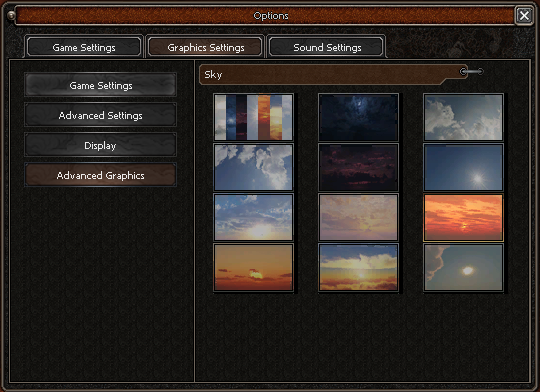 Options
Game Settings
Graphics Settings
Sound Settings
Game Settings
Advanced Settings
Display
Advanced Graphics
Sky